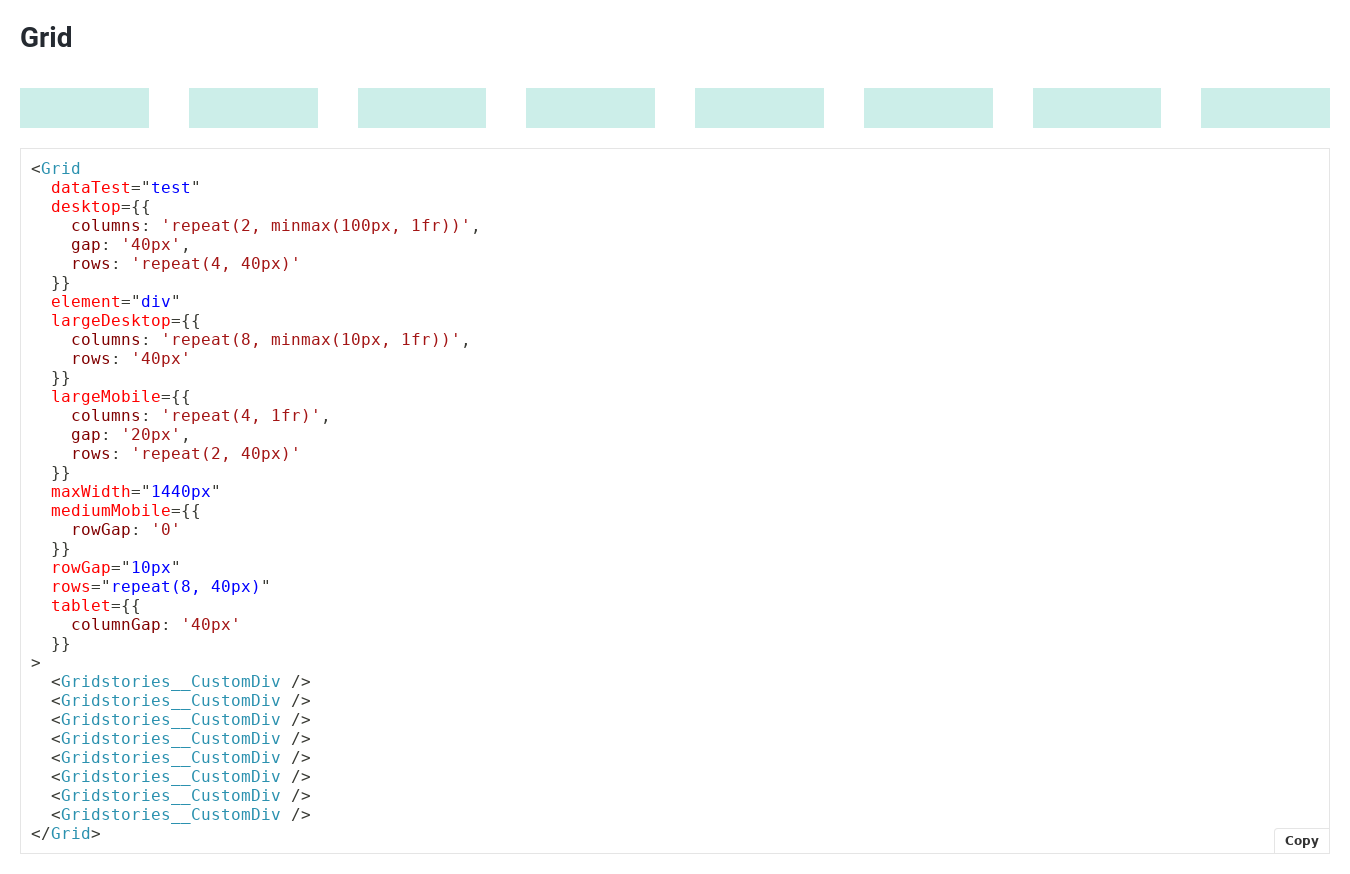 Grid
<Grid
  dataTest="test"
  desktop={{
    columns: 'repeat(2, minmax(100px, 1fr))',
    gap: '40px',
    rows: 'repeat(4, 40px)'
  }}
  element="div"
  largeDesktop={{
    columns: 'repeat(8, minmax(10px, 1fr))',
    rows: '40px'
  }}
  largeMobile={{
    columns: 'repeat(4, 1fr)',
    gap: '20px',
    rows: 'repeat(2, 40px)'
  }}
  maxWidth="1440px"
  mediumMobile={{
    rowGap: '0'
  }}
  rowGap="10px"
  rows="repeat(8, 40px)"
  tablet={{
    columnGap: '40px'
  }}
>
  <Gridstories__CustomDiv />
  <Gridstories__CustomDiv />
  <Gridstories__CustomDiv />
  <Gridstories__CustomDiv />
  <Gridstories__CustomDiv />
  <Gridstories__CustomDiv />
  <Gridstories__CustomDiv />
  <Gridstories__CustomDiv />
</Grid>
Copy